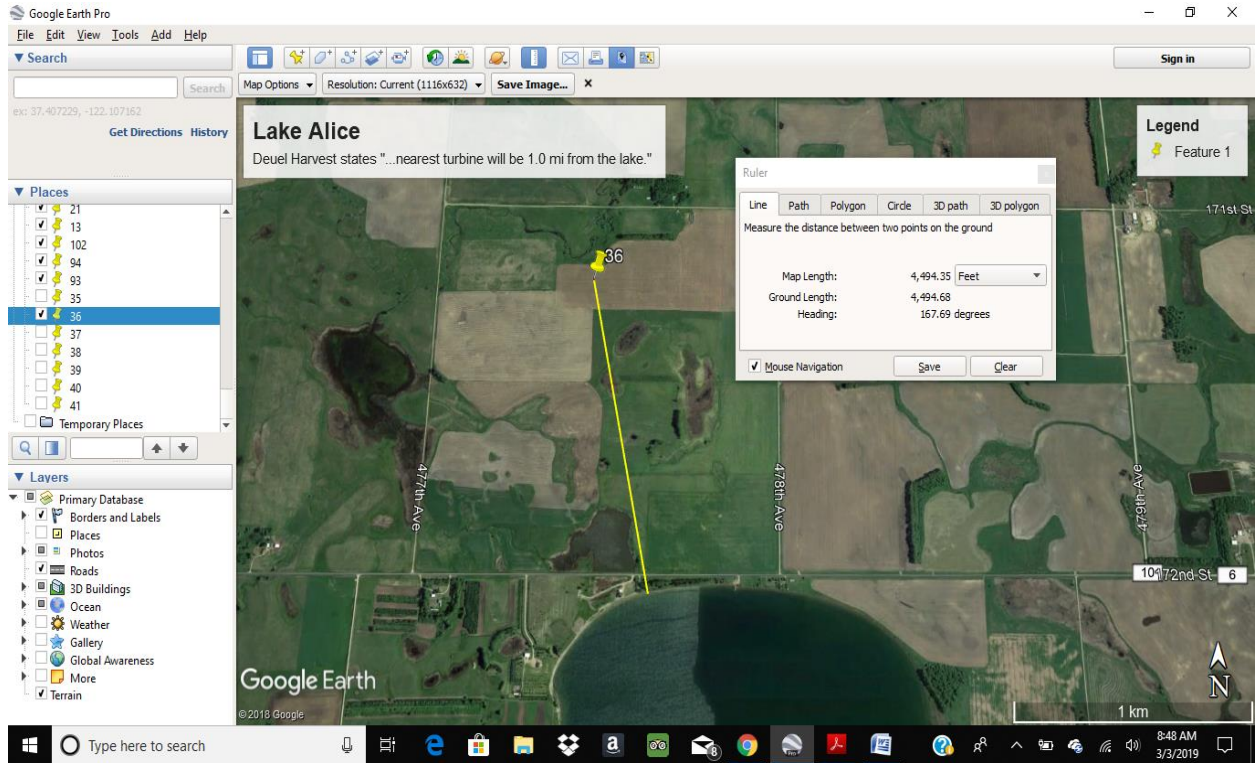 Google Earth Pro
File Edit View Tools Add Help
Search
Sign in
Search
ex: 37.407229, -122.107162
Get Directions History
Map Options Resolution: Current (1116x632) Save Image... X
Lake Alice
Deuel Harvest states "...nearest turbine will be 1.0 mi from the lake."
Legend
Feature 1
Places
21
13
102
94
93
35
36
37
38
39
40
41
Temporary Places
Layers
Primary Database
Borders and Labels
Places
Photos
Roads
3D Buildings
Ocean
Weather
Gallery
Global Awareness
More
Terrain
Ruler
Line Path Polygon Circle 3D path 3D polygon
Measure the distance between two points on the ground
Map Length: 4,494.35 Feet
Ground Length: 4,494.68
Heading: 167.69 degrees
Mouse Navigation Save Clear
171st St
36
477th Ave
478th Ave
479th Ave
172nd St 6
Google Earth
©2018 Google
N
1 km
Type here to search
8:48 AM
3/3/2019